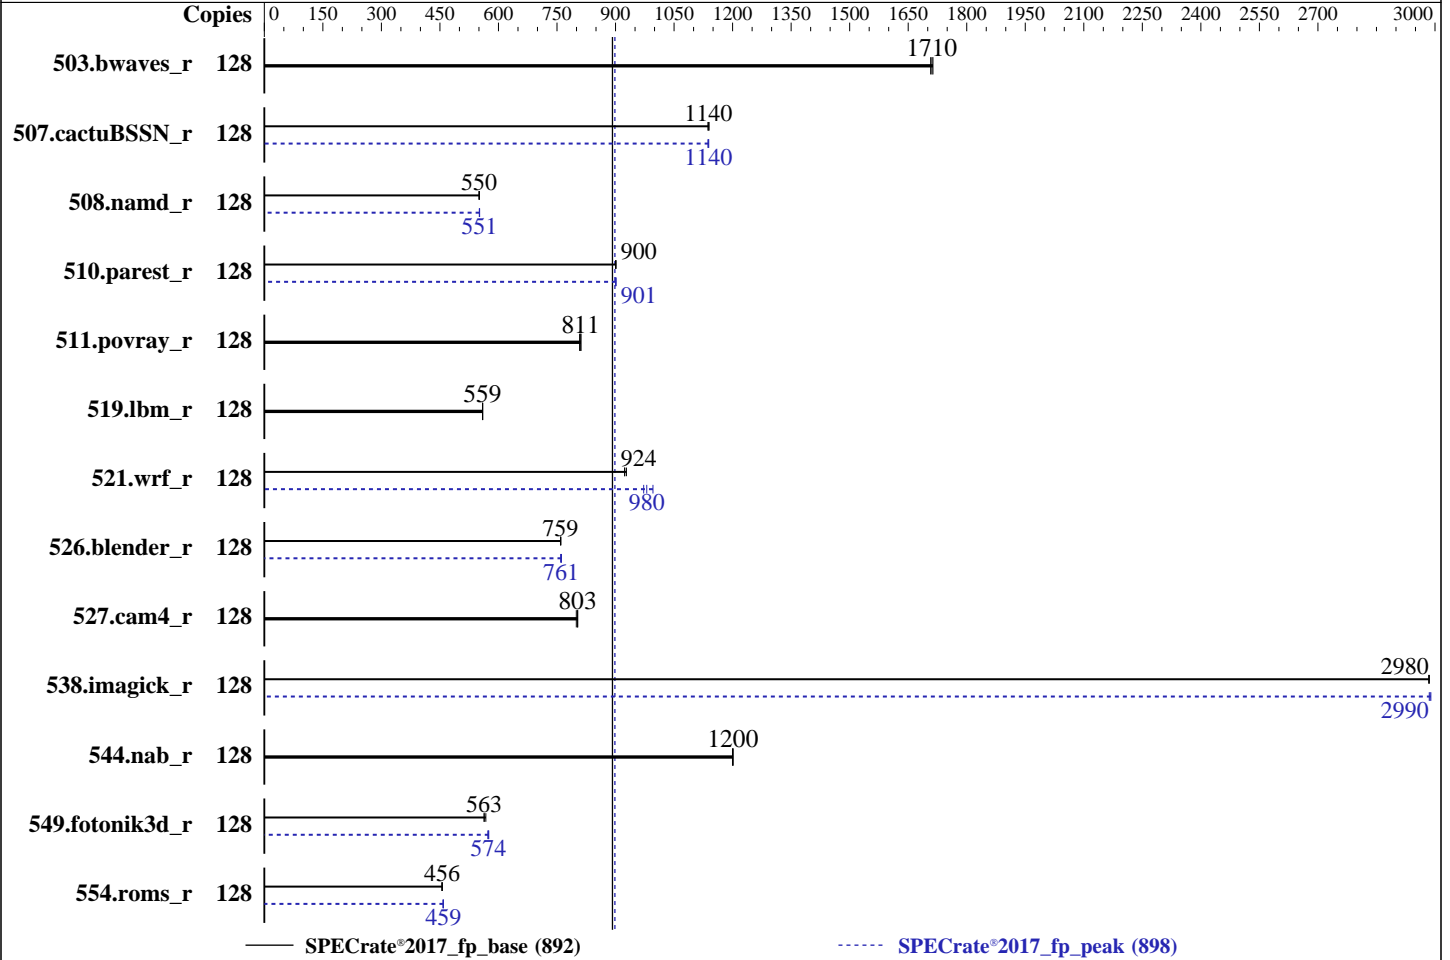 Copies 0 150 300 450 600 750 900 1050 1200 1350 1500 1650 1800 1950 2100 2250 2400 2550 2700 3000
503.bwaves_r 128 1710
507.cactuBSSN_r 128 1140
1140
508.namd_r 128 550
551
510.parest_r 128 900
901
511.povray_r 128 811
519.lbm_r 128 559
521.wrf_r 128 924
980
526.blender_r 128 759
761
527.cam4_r 128 803
538.imagick_r 128 2980
2990
544.nab_r 128 1200
549.fotonik3d_r 128 563
574
554.roms_r 128 456
459
SPECrate®2017_fp_base (892) SPECrate®2017_fp_peak (898)